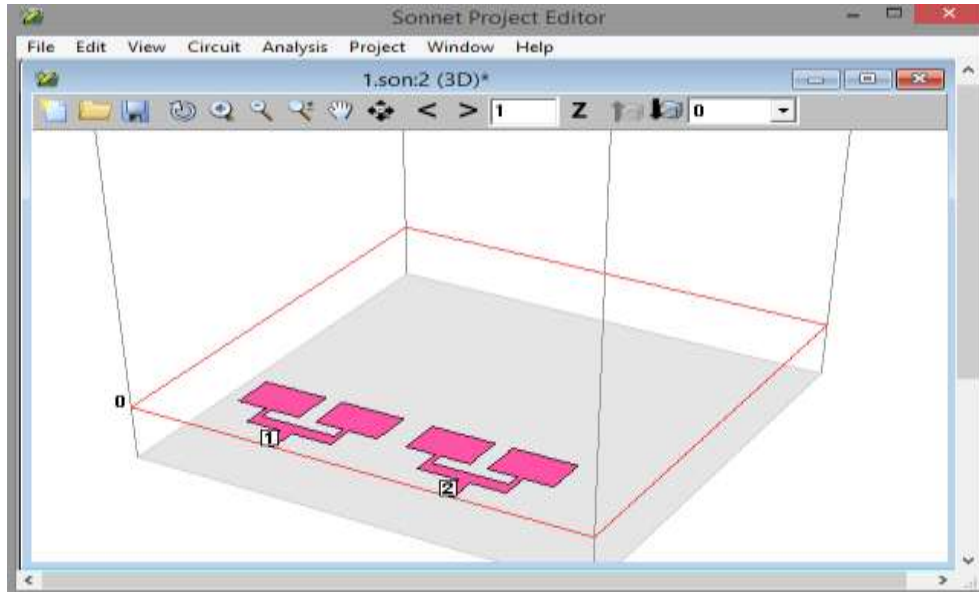 Sonnet Project Editor
File Edit View Circuit Analysis Project Window Help
1.son:2 (3D)*
< > 1 Z 0
0
1
2